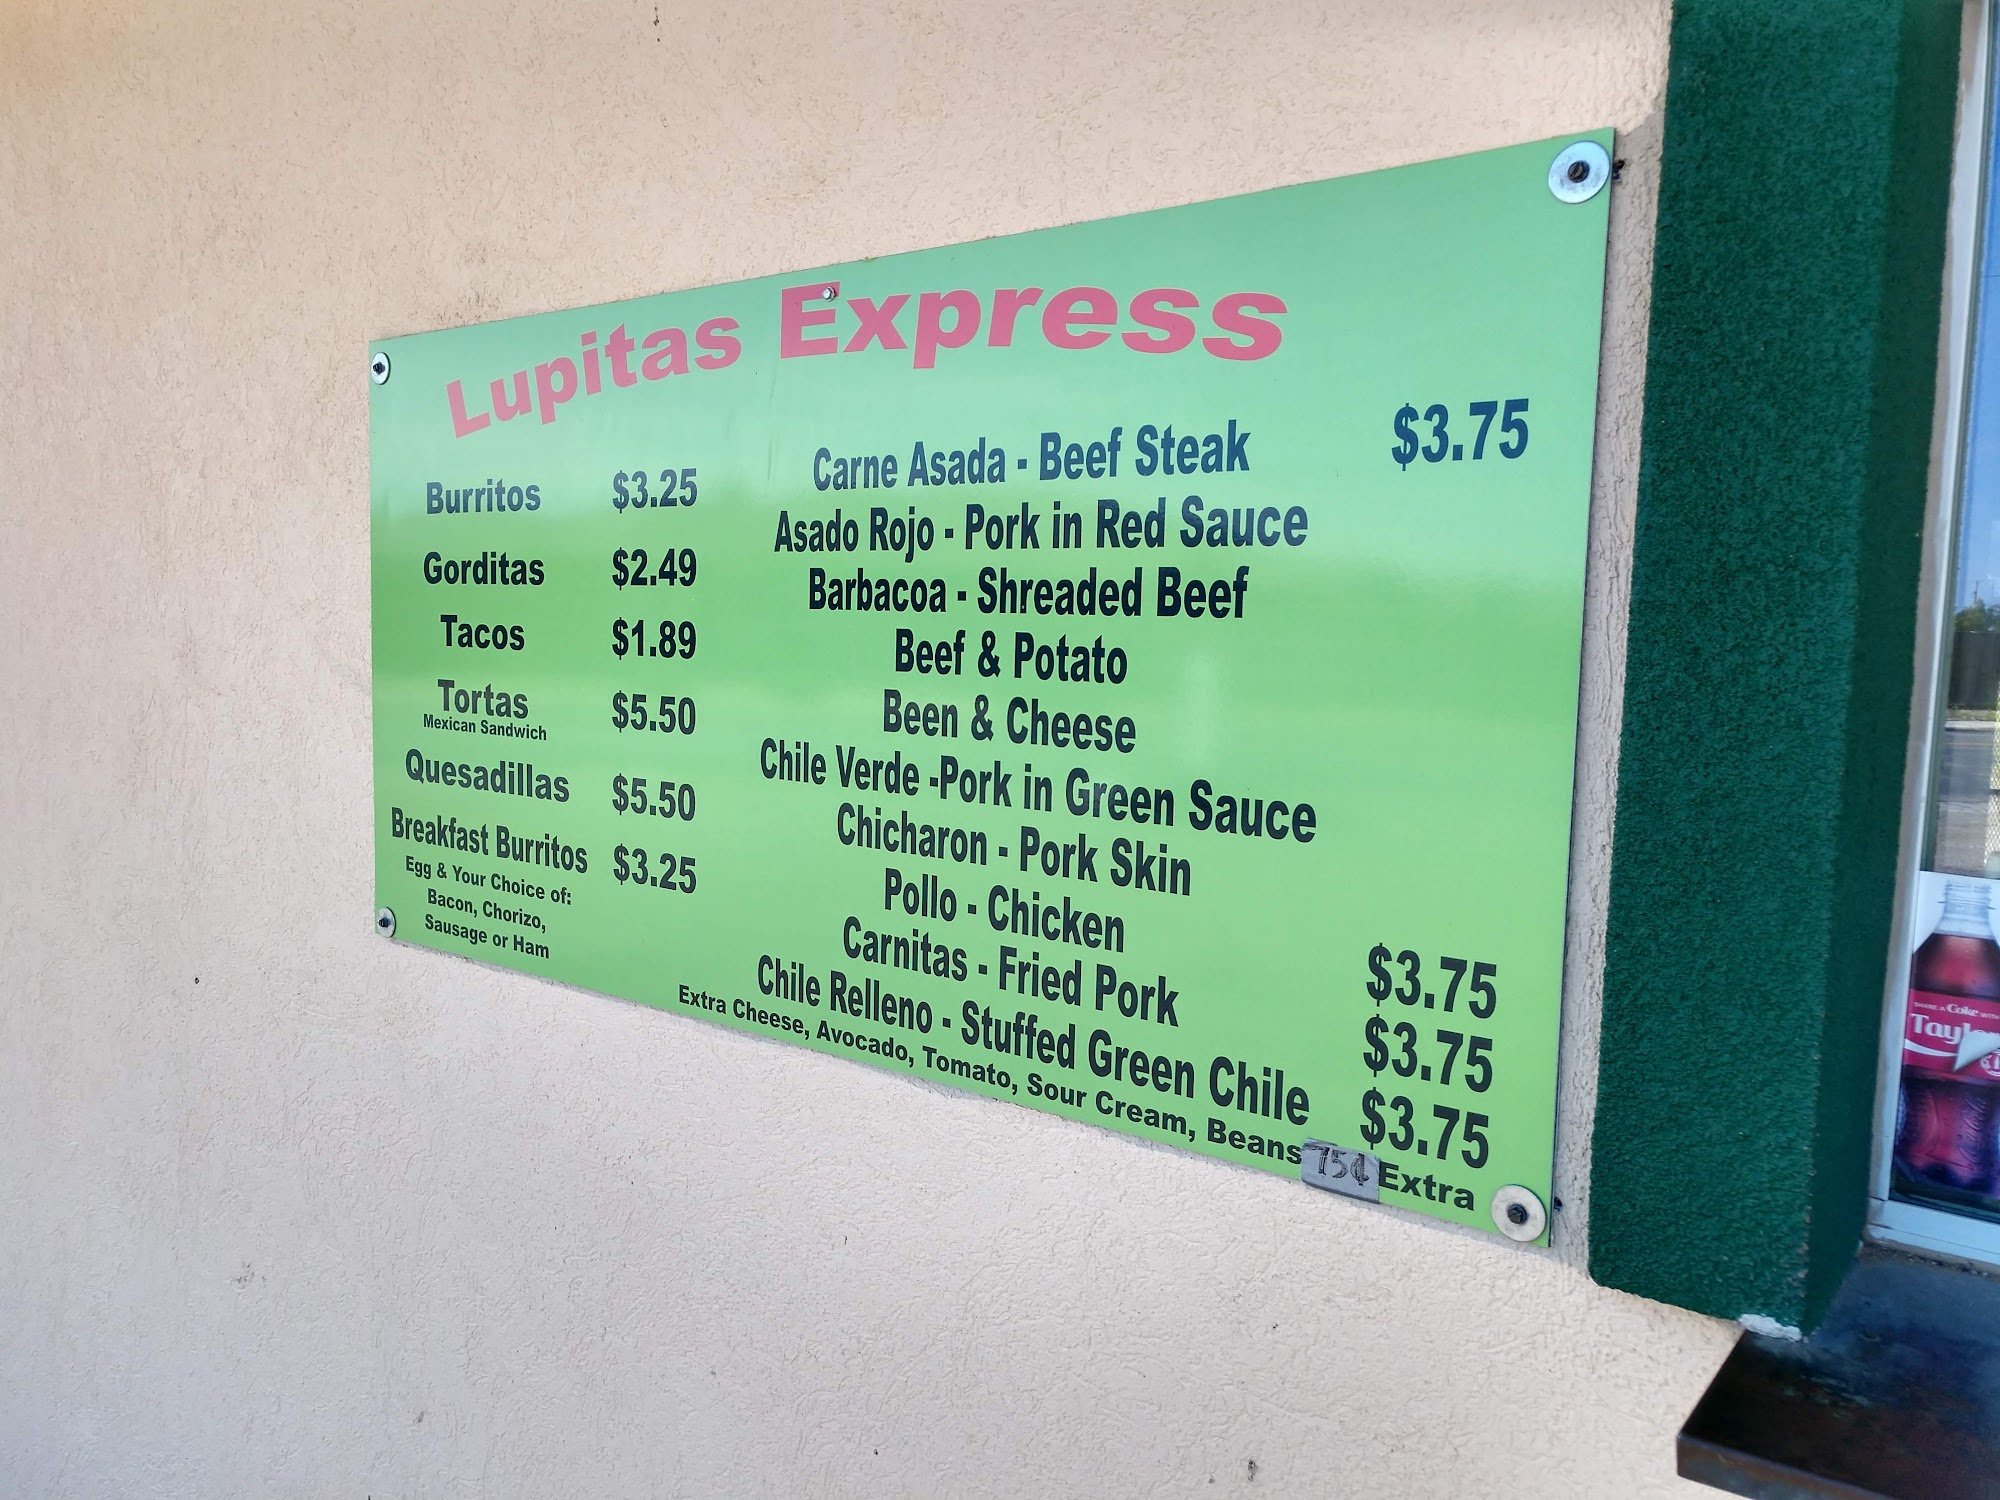 Lupitas Express
Burritos $3.25
Gorditas $2.49
Tacos $1.89
Tortas $5.50
Mexican Sandwich
Quesadillas $5.50
Breakfast Burritos $3.25
Egg & Your Choice of:
Bacon, Chorizo,
Sausage or Ham
Carne Asada - Beef Steak $3.75
Asado Rojo - Pork in Red Sauce
Barbacoa - Shreaded Beef
Beef & Potato
Been & Cheese
Chile Verde -Pork in Green Sauce
Chicharon - Pork Skin
Pollo - Chicken $3.75
Carnitas - Fried Pork $3.75
Chile Relleno - Stuffed Green Chile $3.75
Extra Cheese, Avocado, Tomato, Sour Cream, Beans 75¢ Extra
SHARE A Coke WITH